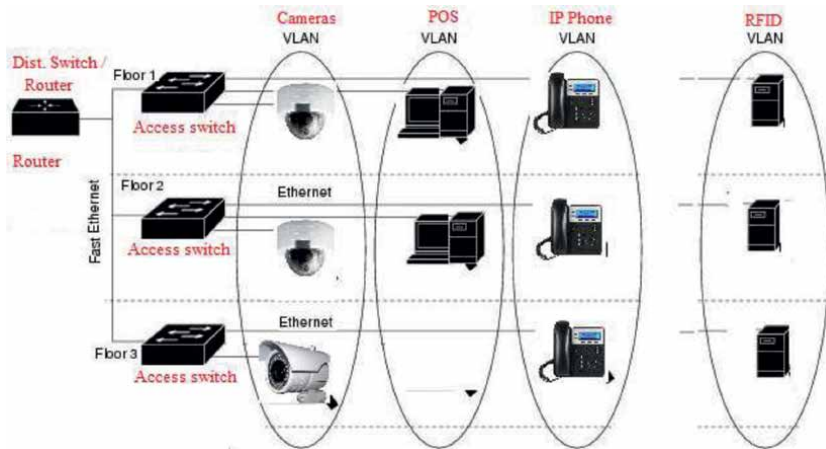 Cameras
VLAN
POS
VLAN
IP Phone
VLAN
RFID
VLAN
Dist. Switch /
Router
Floor 1
Access switch
Router
Floor 2
Ethernet
Access switch
Fast Ethernet
Ethernet
Floor 3
Access switch